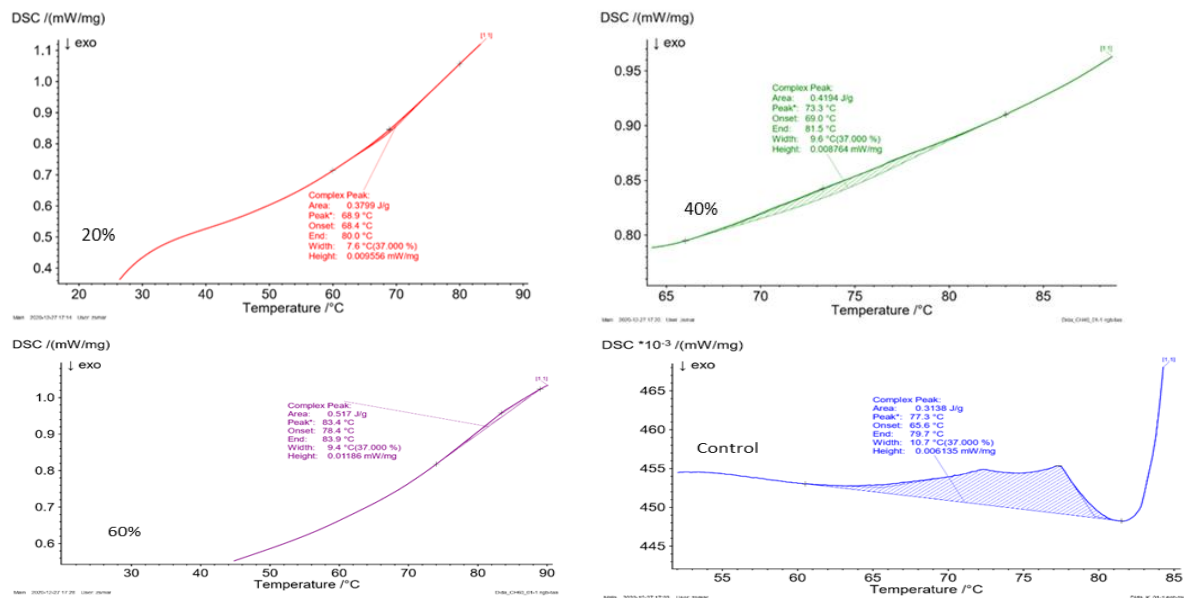 DSC /(mW/mg)
↓ exo
[1.1]
1.1
1.0
0.9
0.8
0.7
0.6
0.5
0.4
Complex Peak:
Area: 0.3799 J/g
Peak*: 68.9 °C
Onset: 68.4 °C
End: 80.0 °C
Width: 7.6 °C(37.000 %)
Height: 0.009556 mW/mg
20%
20 30 40 50 60 70 80 90
Temperature /°C
Main
DSC /(mW/mg)
↓ exo
[1.1]
0.95
0.90
0.85
0.80
Complex Peak:
Area: 0.4194 J/g
Peak*: 73.3 °C
Onset: 69.0 °C
End: 81.5 °C
Width: 9.6 °C(37.000 %)
Height: 0.008764 mW/mg
40%
65 70 75 80 85
Temperature /°C
Main
DSC /(mW/mg)
↓ exo
[1.1]
1.0
0.9
0.8
0.6
Complex Peak:
Area: 0.517 J/g
Peak*: 83.4 °C
Onset: 78.4 °C
End: 83.9 °C
Width: 9.4 °C(37.000 %)
Height: 0.01186 mW/mg
60%
30 40 50 60 70 80 90
Temperature /°C
Main
DSC *10-3 /(mW/mg)
↓ exo
[1.1]
465
460
455
450
445
Complex Peak:
Area: 0.3138 J/g
Peak*: 77.3 °C
Onset: 65.6 °C
End: 79.7 °C
Width: 10.7 °C(37.000 %)
Height: 0.006135 mW/mg
Control
55 60 65 70 75 80 85
Temperature /°C